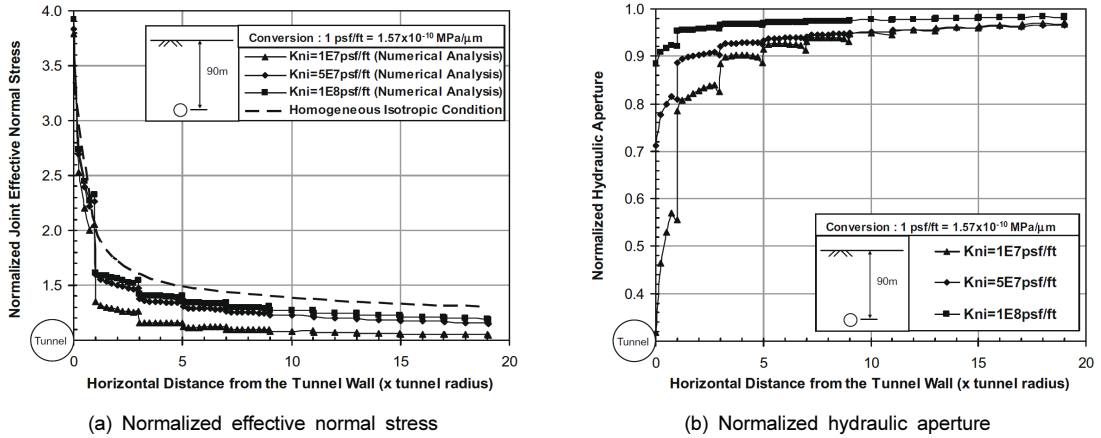 Normalized Joint Effective Normal Stress
4.0
3.5
3.0
2.5
2.0
1.5
1.0
Conversion : 1 psf/ft = 1.57x10-10 MPa/μm
90m
Kni=1E7psf/ft (Numerical Analysis)
Kni=5E7psf/ft (Numerical Analysis)
Kni=1E8psf/ft (Numerical Analysis)
Homogeneous Isotropic Condition
Tunnel
0 5 10 15 20
Horizontal Distance from the Tunnel Wall (x tunnel radius)
(a) Normalized effective normal stress
Normalized Hydraulic Aperture
1.0
0.9
0.8
0.7
0.6
0.5
0.4
Conversion : 1 psf/ft = 1.57x10-10 MPa/μm
90m
Kni=1E7psf/ft
Kni=5E7psf/ft
Kni=1E8psf/ft
Tunnel
0 5 10 15 20
Horizontal Distance from the Tunnel Wall (x tunnel radius)
(b) Normalized hydraulic aperture